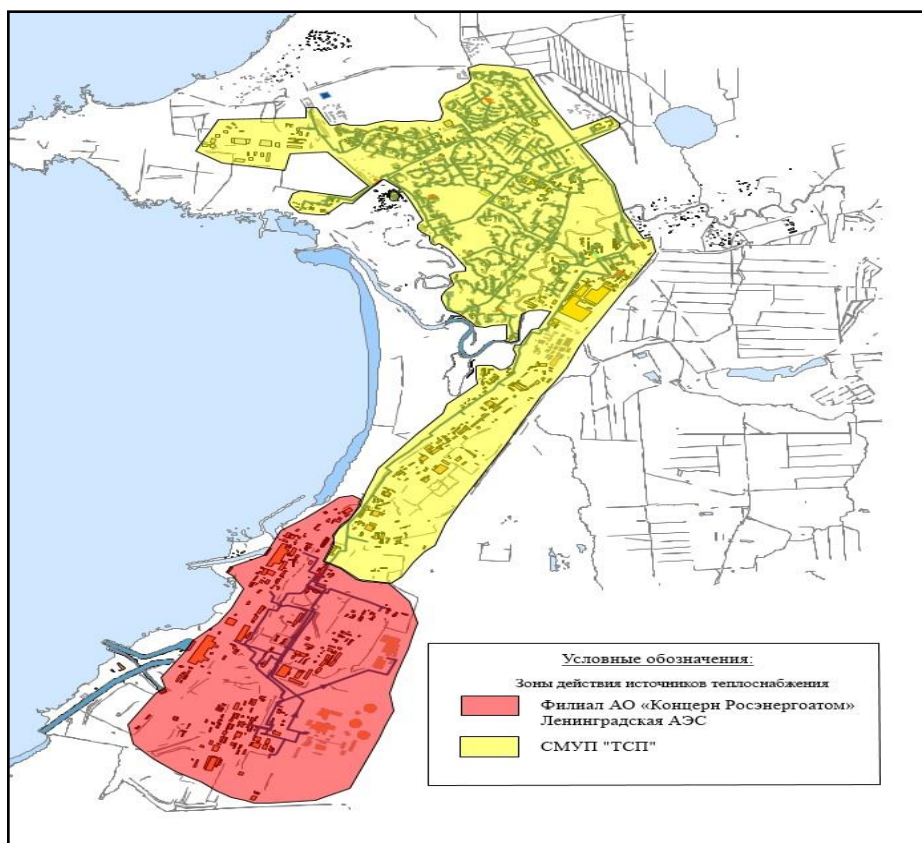 Условные обозначения:
Зоны действия источников теплоснабжения
Филиал АО «Концерн Росэнергоатом»
Ленинградская АЭС
СМУП "ТСП"